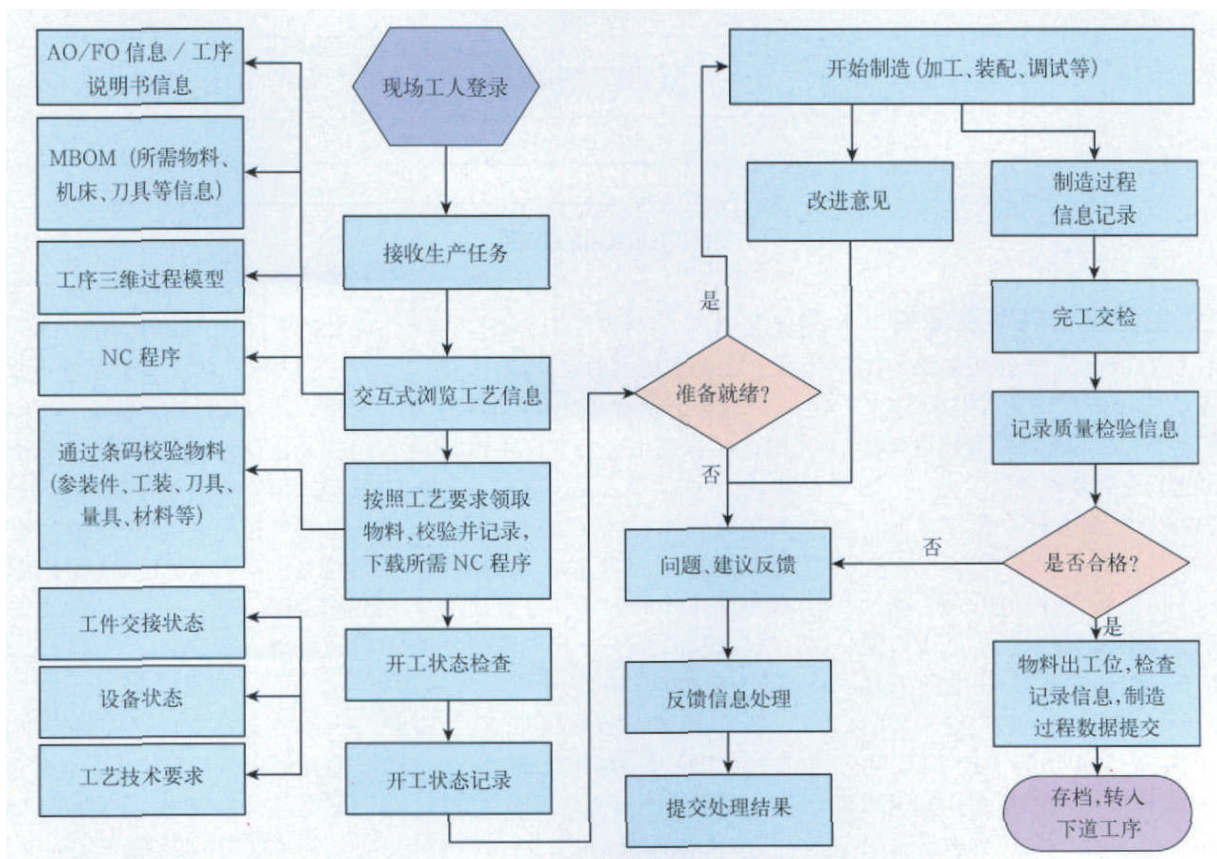 AO/FO 信息 / 工序
说明书信息
MBOM (所需物料、
机床、刀具等信息)
工序三维过程模型
NC 程序
通过条码校验物料
(参装件、工装、刀具、
量具、材料等)
工件交接状态
设备状态
工艺技术要求
现场工人登录
接收生产任务
交互式浏览工艺信息
按照工艺要求领取
物料、校验并记录,
下载所需 NC 程序
开工状态检查
开工状态记录
准备就绪?
是
否
开始制造(加工、装配、调试等)
改进意见
制造过程
信息记录
完工交检
记录质量检验信息
是否合格?
否
是
问题、建议反馈
反馈信息处理
提交处理结果
物料出工位,检查
记录信息,制造
过程数据提交
存档,转入
下道工序